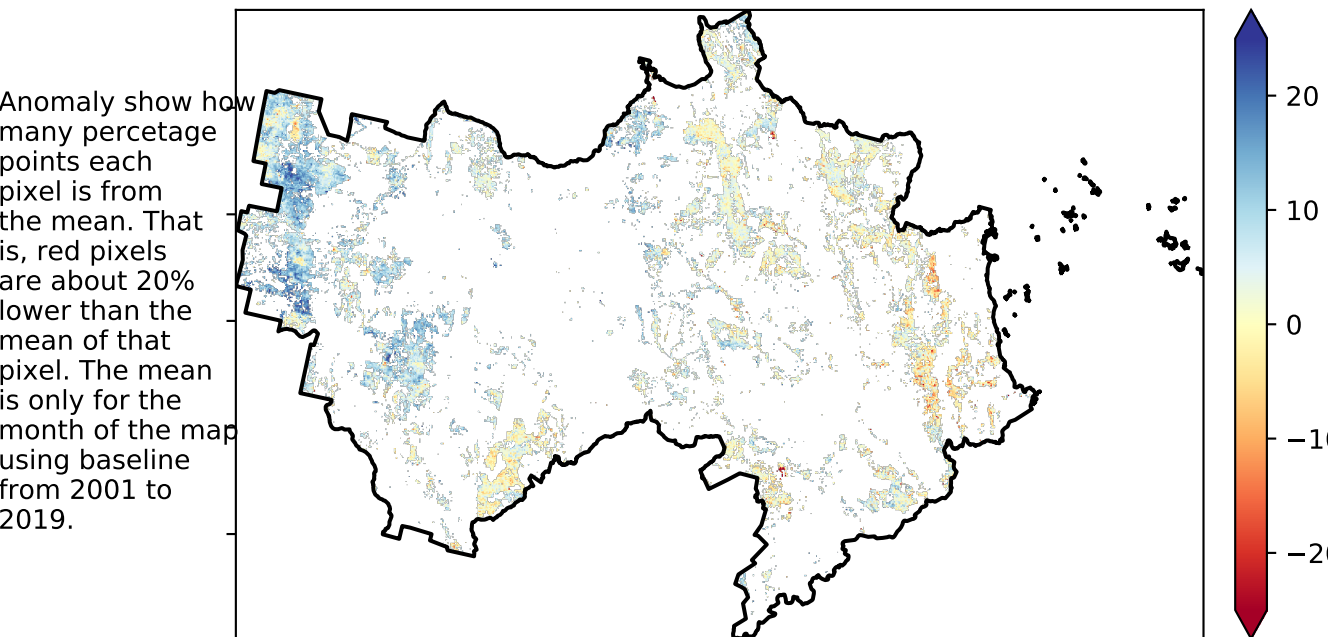 Anomaly show how
many percetage
points each
pixel is from
the mean. That
is, red pixels
are about 20%
lower than the
mean of that
pixel. The mean
is only for the
month of the map
using baseline
from 2001 to
2019.
20
10
0
−10
−20